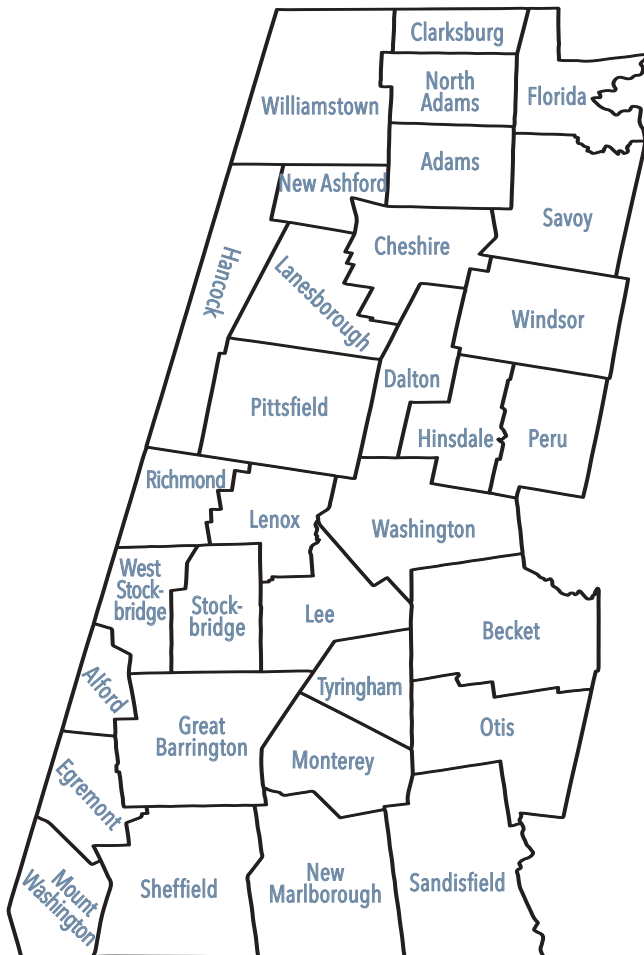 Clarksburg
North
Adams
Florida
Williamstown
Adams
New Ashford
Savoy
Cheshire
Hancock
Lanesborough
Windsor
Dalton
Pittsfield
Hinsdale
Peru
Richmond
Lenox
Washington
West
Stock-
bridge
Stock-
bridge
Lee
Becket
Alford
Tyringham
Great
Barrington
Otis
Monterey
Egremont
Mount
Washington
Sheffield
New
Marlborough
Sandisfield